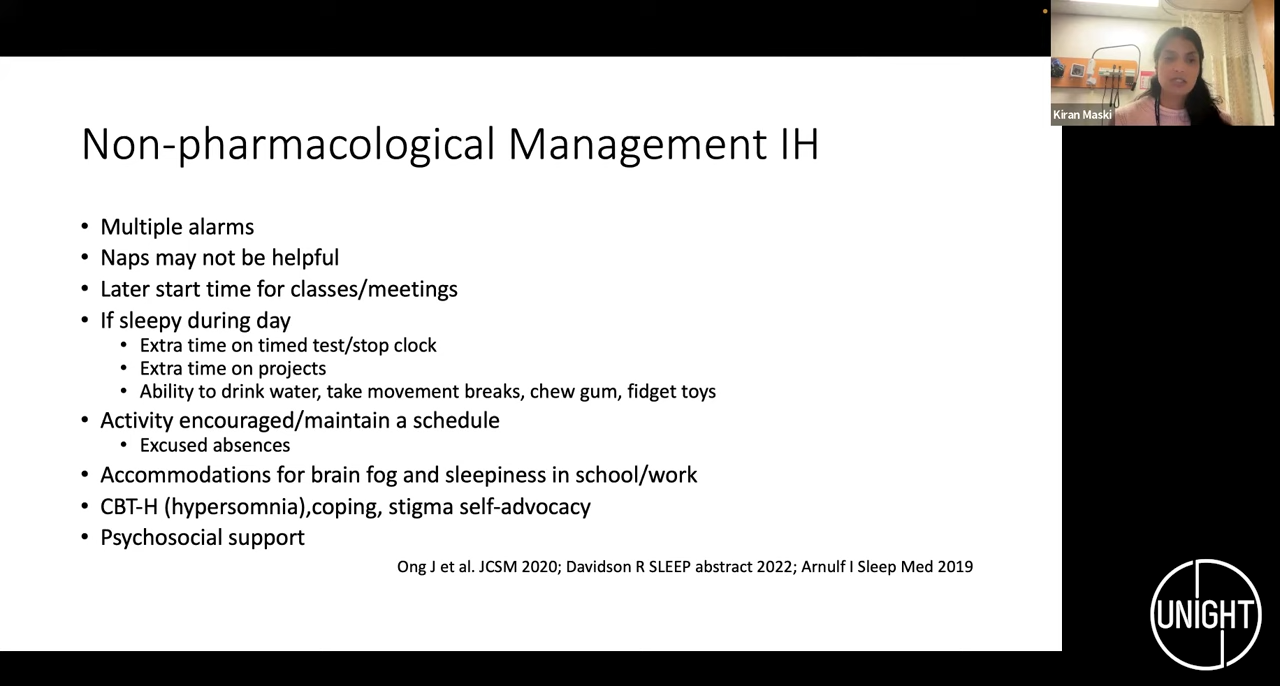 Non-pharmacological Management IH
• Multiple alarms
• Naps may not be helpful
• Later start time for classes/meetings
• If sleepy during day
• Extra time on timed test/stop clock
• Extra time on projects
• Ability to drink water, take movement breaks, chew gum, fidget toys
• Activity encouraged/maintain a schedule
• Excused absences
• Accommodations for brain fog and sleepiness in school/work
• CBT-H (hypersomnia),coping, stigma self-advocacy
• Psychosocial support
Ong J et al. JCSM 2020; Davidson R SLEEP abstract 2022; Arnulf I Sleep Med 2019
Kiran Maski
UNIGHT